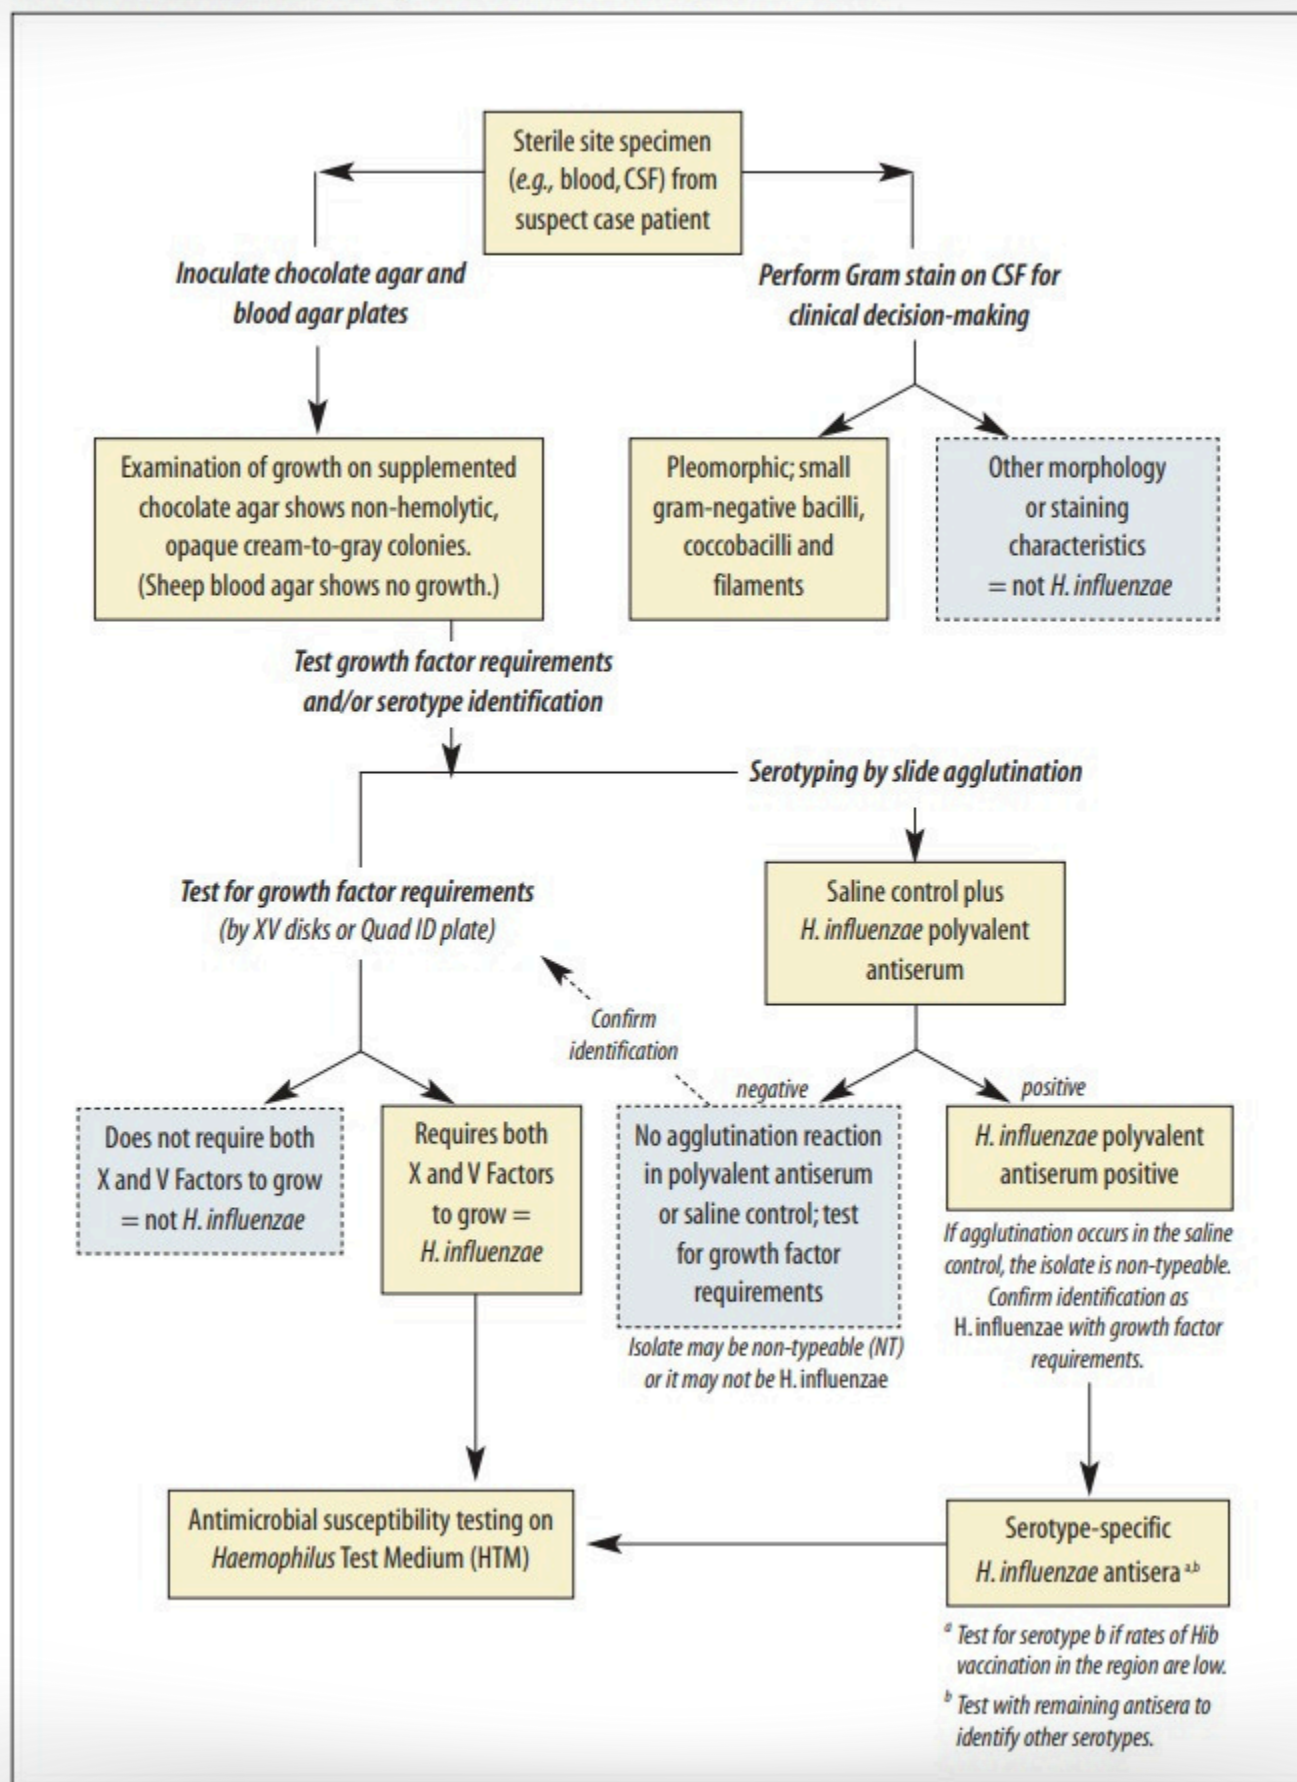 Sterile site specimen
(e.g., blood, CSF) from
suspect case patient
Inoculate chocolate agar and
blood agar plates
Perform Gram stain on CSF for
clinical decision-making
Examination of growth on supplemented
chocolate agar shows non-hemolytic,
opaque cream-to-gray colonies.
(Sheep blood agar shows no growth.)
Pleomorphic; small
gram-negative bacilli,
coccobacilli and
filaments
Other morphology
or staining
characteristics
= not H. influenzae
Test growth factor requirements
and/or serotype identification
Serotyping by slide agglutination
Test for growth factor requirements
(by XV disks or Quad ID plate)
Saline control plus
H. influenzae polyvalent
antiserum
Confirm
identification
negative
positive
Does not require both
X and V Factors to grow
= not H. influenzae
Requires both
X and V Factors
to grow =
H. influenzae
No agglutination reaction
in polyvalent antiserum
or saline control; test
for growth factor
requirements
Isolate may be non-typeable (NT)
or it may not be H. influenzae
H. influenzae polyvalent
antiserum positive
If agglutination occurs in the saline
control, the isolate is non-typeable.
Confirm identification as
H. influenzae with growth factor
requirements.
Antimicrobial susceptibility testing on
Haemophilus Test Medium (HTM)
Serotype-specific
H. influenzae antisera a,b
a Test for serotype b if rates of Hib
vaccination in the region are low.
b Test with remaining antisera to
identify other serotypes.